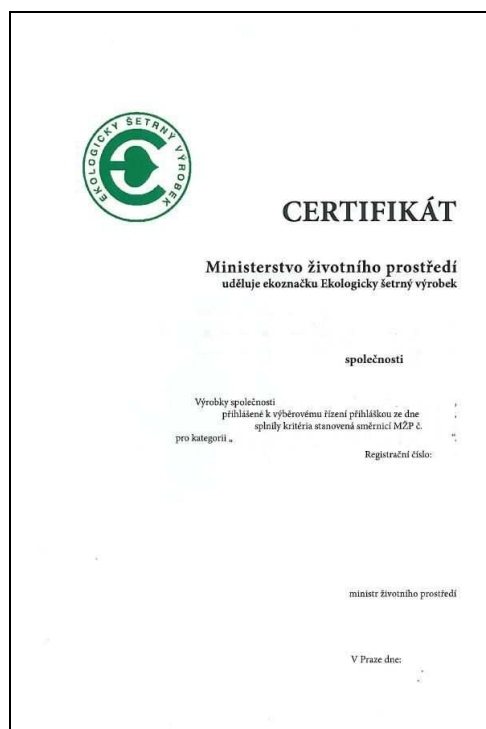 EKOLOGICKY ŠETRNÝ VÝROBEK
CERTIFIKÁT
Ministerstvo životního prostředí
uděluje ekoznačku Ekologicky šetrný výrobek
společnosti
Výrobky společnosti ,
přihlášené k výběrovému řízení přihláškou ze dne .
splnily kritéria stanovená směrnicí MŽP č.
pro kategorii „ “.
Registrační číslo:
ministr životního prostředí
V Praze dne: